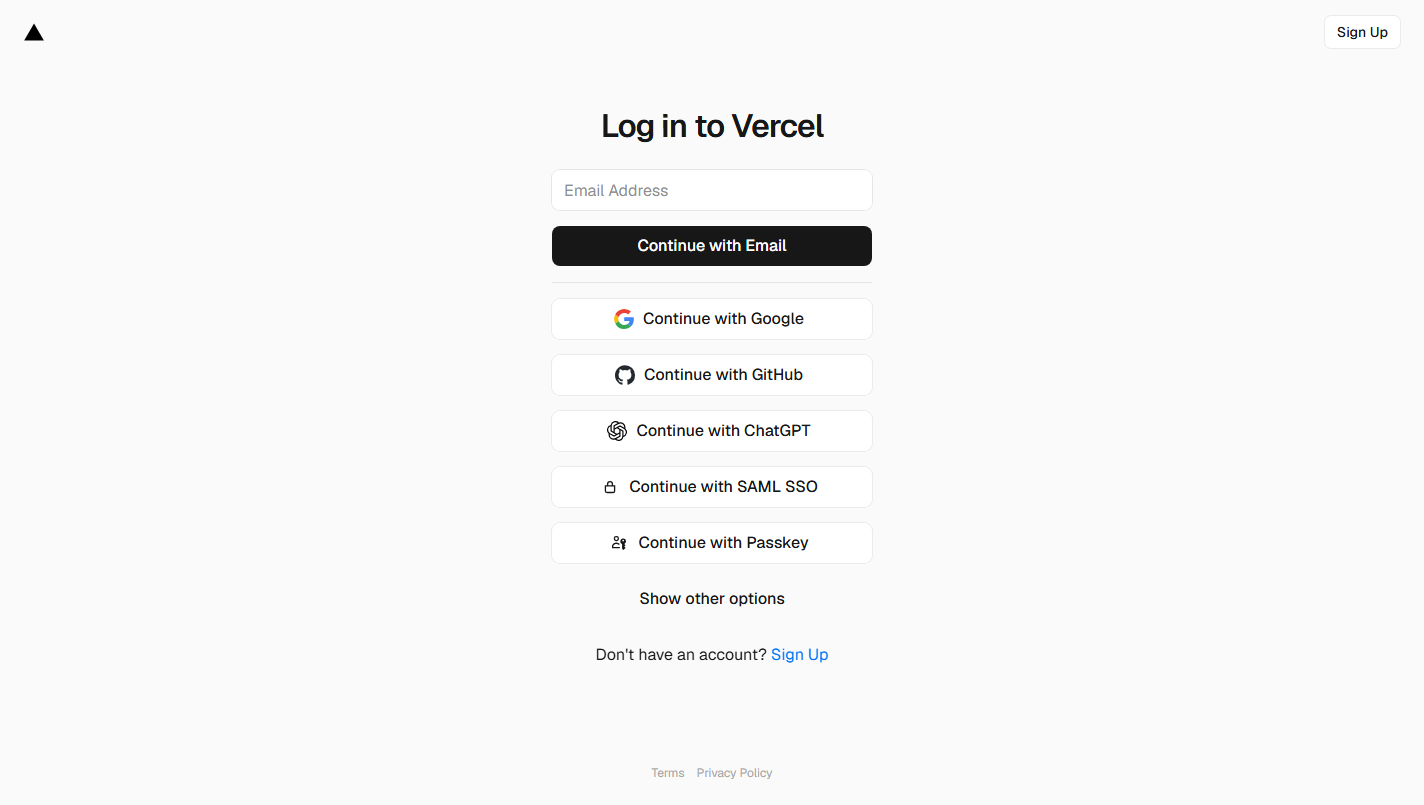 Sign Up
Log in to Vercel
Email Address
Continue with Email
Continue with Google
Continue with GitHub
Continue with ChatGPT
Continue with SAML SSO
Continue with Passkey
Show other options
Don't have an account? Sign Up
Terms Privacy Policy